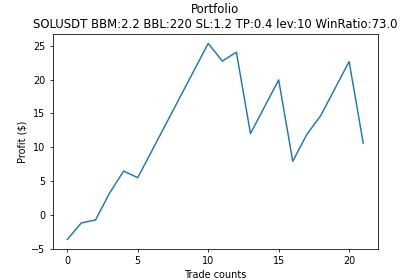 Portfolio
SOLUSDT BBM:2.2 BBL:220 SL:1.2 TP:0.4 lev:10 WinRatio:73.0
Profit ($)
25
20
15
10
5
0
−5
0 5 10 15 20
Trade counts